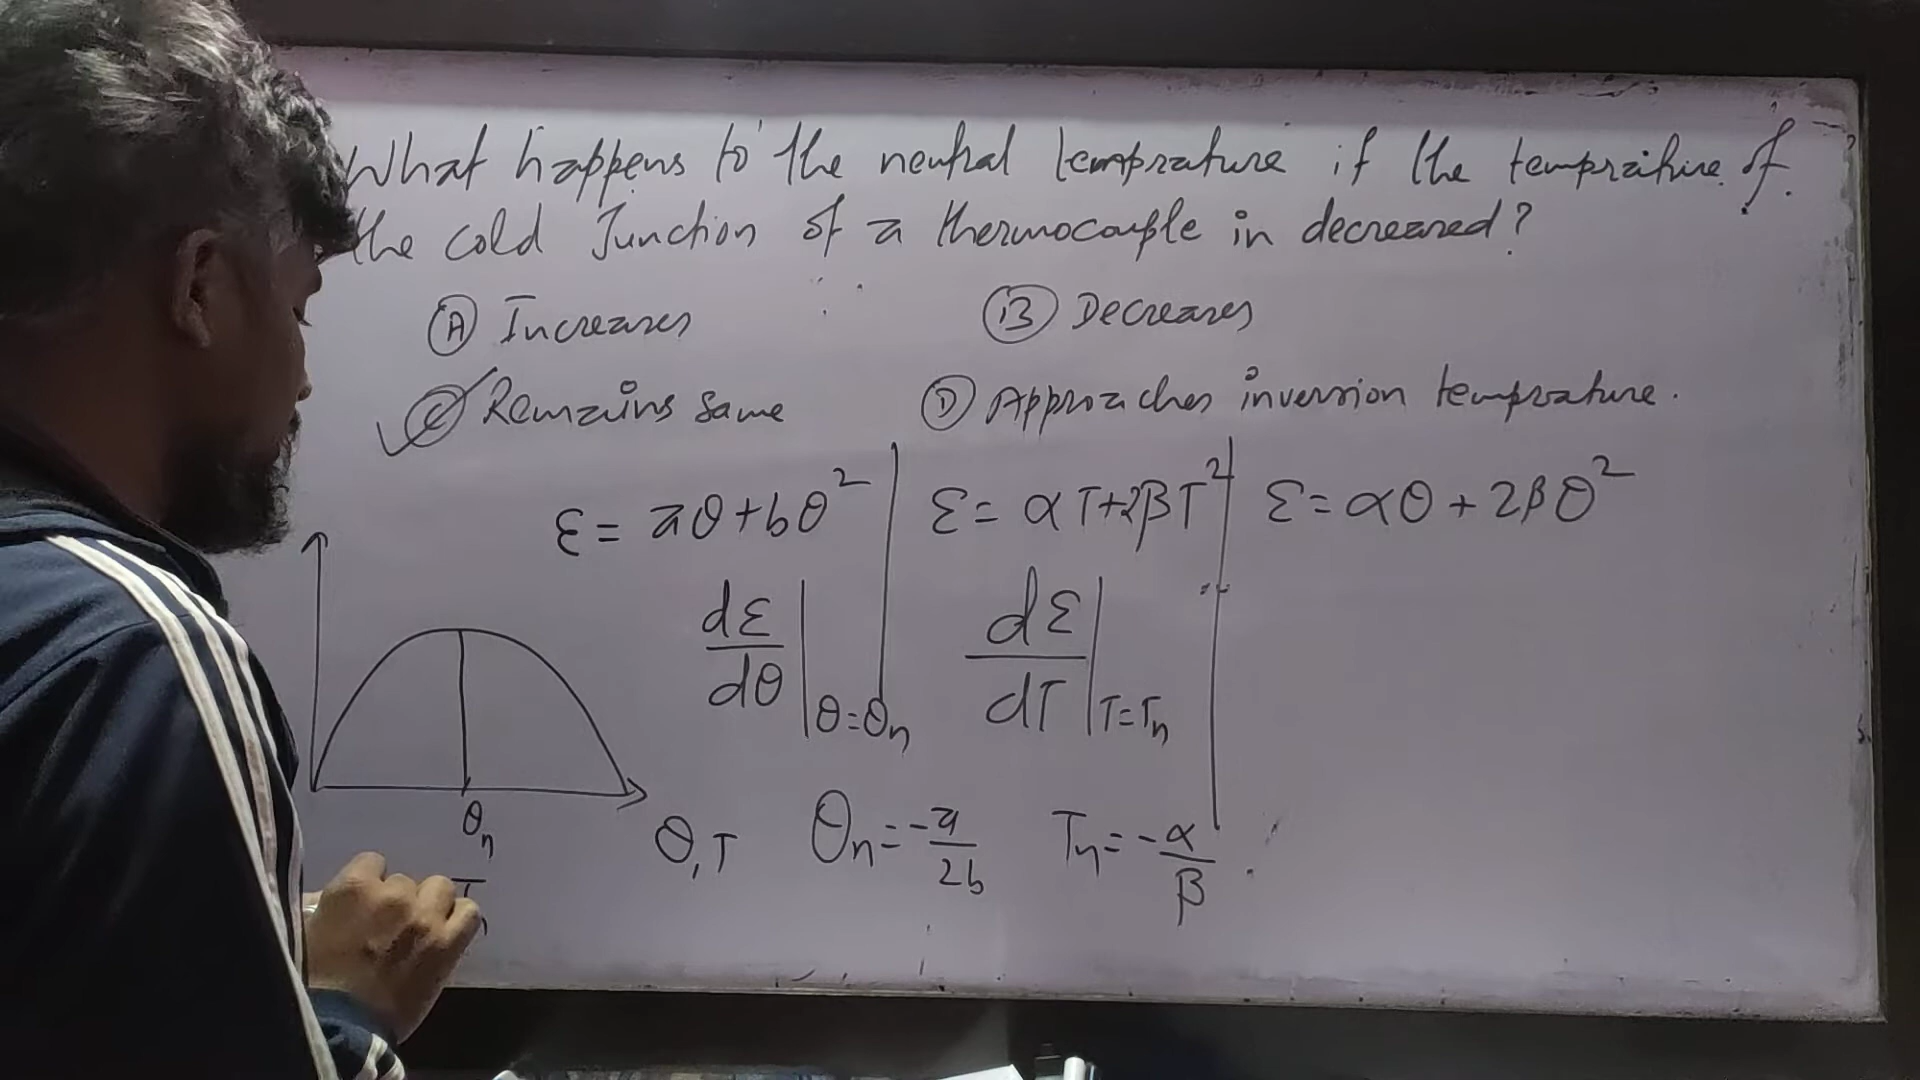 What happens to the neutral temprature if the temprature of
the cold Junction of a thermocouple in decreased?
Ⓐ Increases
Ⓑ Decreases
Ⓒ Remains same
Ⓓ Approaches inversion temprature.
ε = aθ+bθ²
ε = αT+2βT²
ε = αθ + 2βθ²
dε/dθ |θ=θn
dε/dT |T=Tn
θn
θ,T
θn = -a/2b
Tn = -α/β